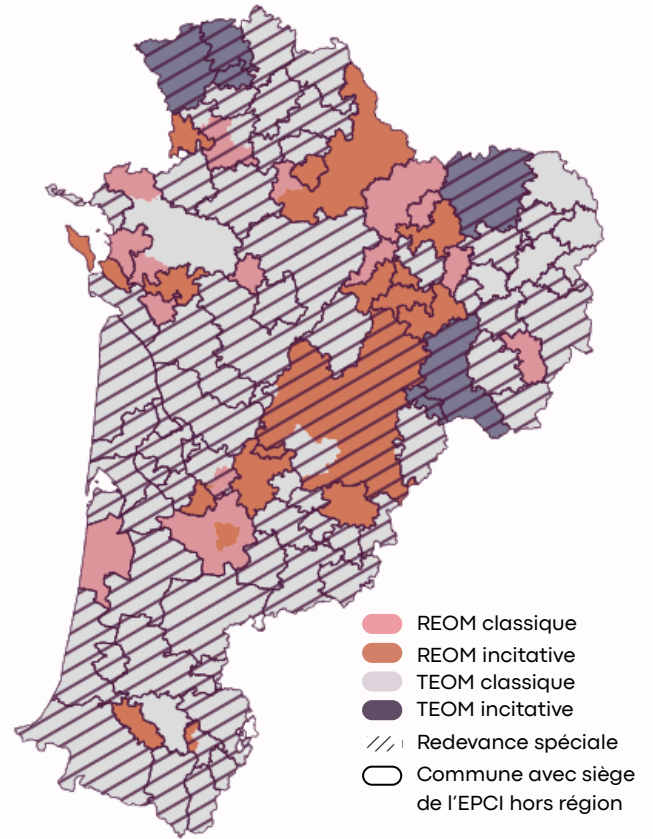 REOM classique
REOM incitative
TEOM classique
TEOM incitative
Redevance spéciale
Commune avec siège
de l'EPCI hors région